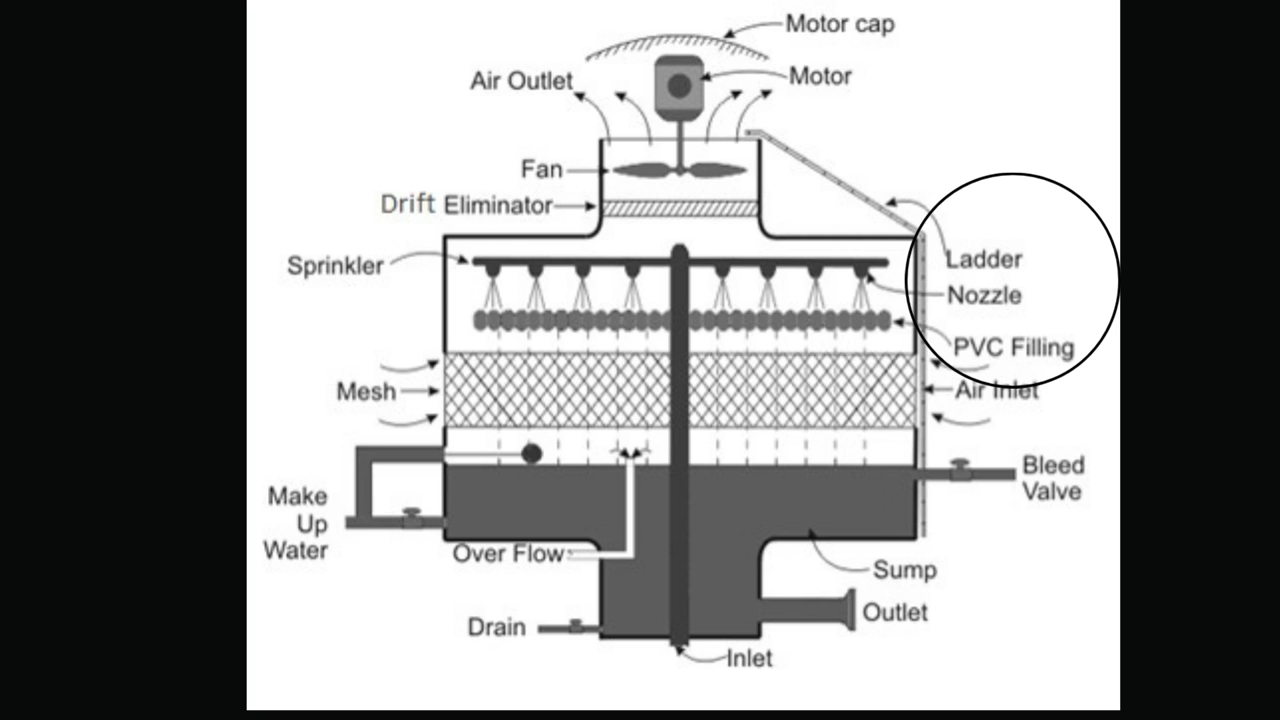 Motor cap
Air Outlet
Motor
Fan
Drift Eliminator
Sprinkler
Ladder
Nozzle
PVC Filling
Mesh
Air Inlet
Bleed
Valve
Make
Up
Water
Over Flow
Sump
Outlet
Drain
Inlet